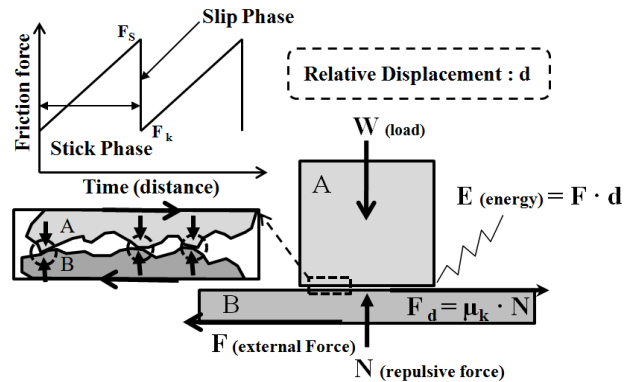 Friction force
F_S
Slip Phase
F_k
Stick Phase
Time (distance)
Relative Displacement : d
W (load)
A
E (energy) = F · d
A
B
B
F_d = μ_k · N
F (external Force)
N (repulsive force)